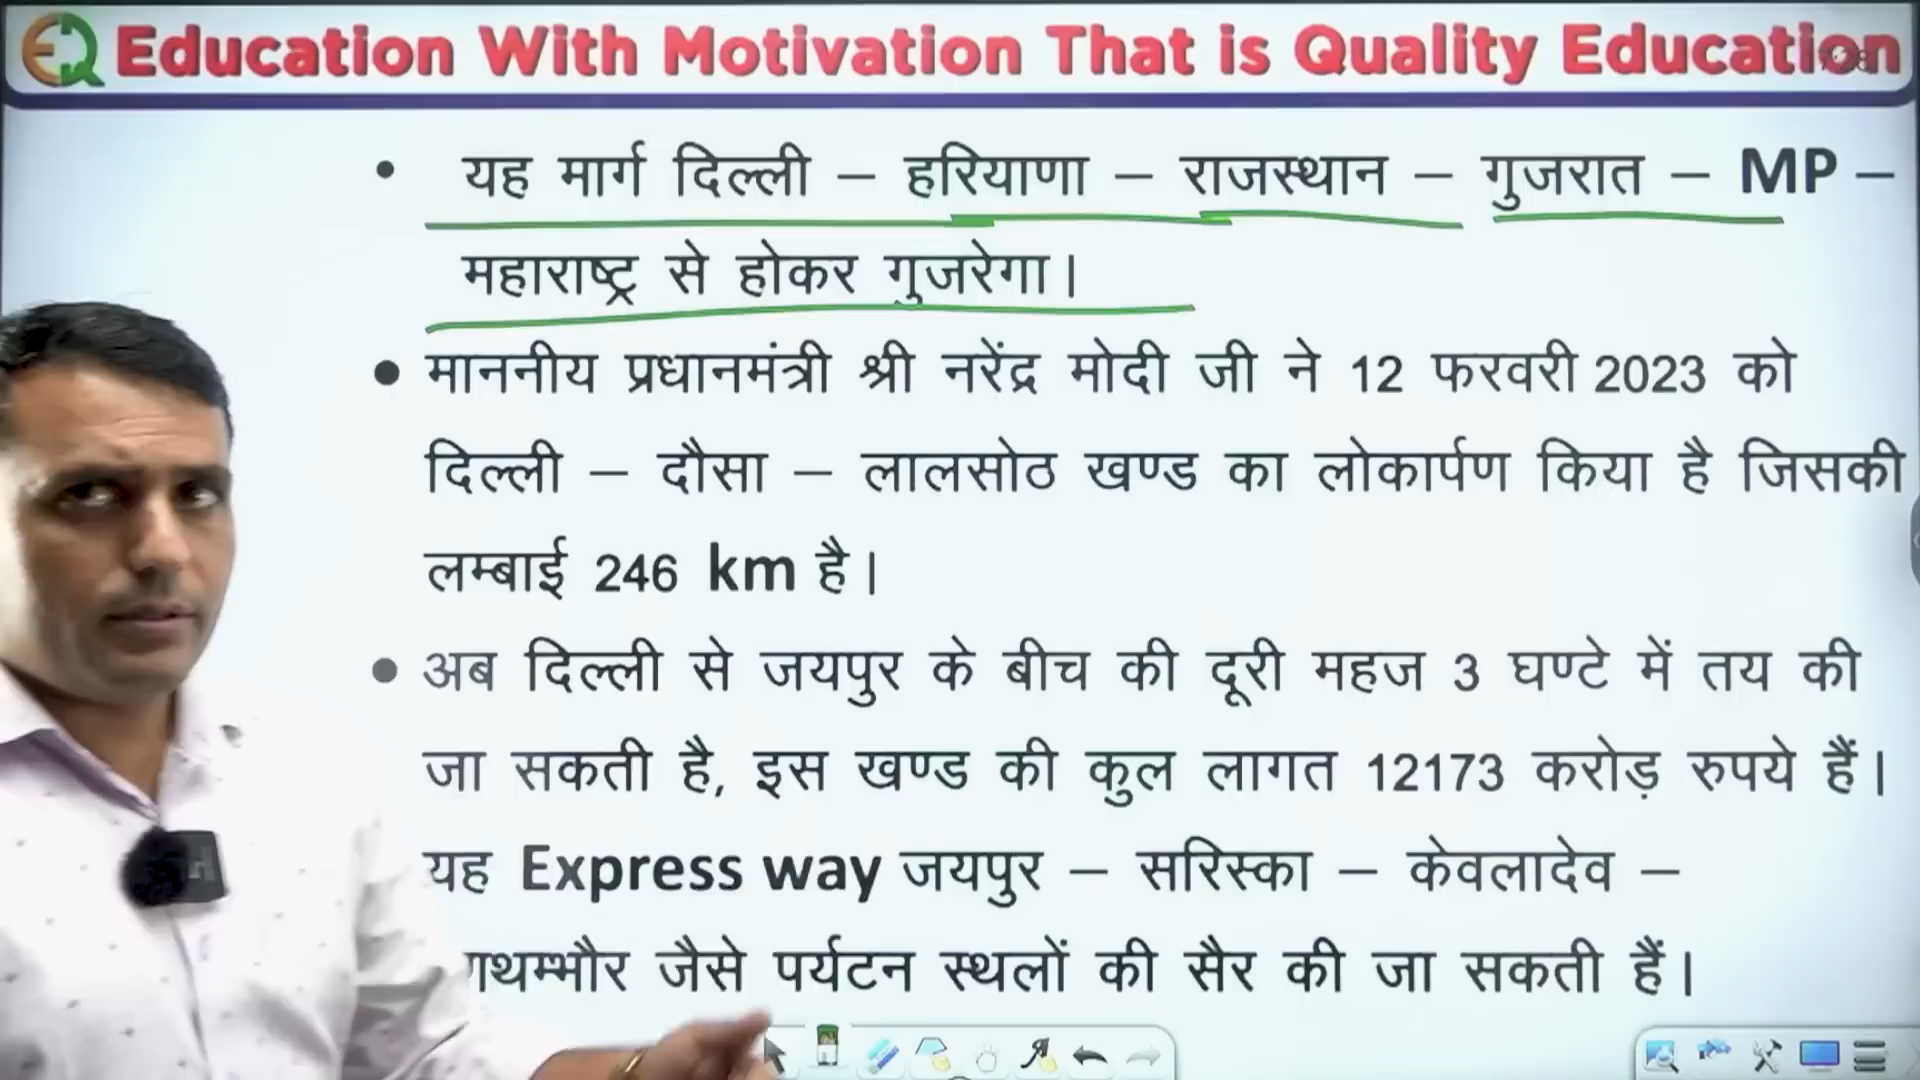 Education With Motivation That is Quality Education
• यह मार्ग दिल्ली – हरियाणा – राजस्थान – गुजरात – MP –
महाराष्ट्र से होकर गुजरेगा।
• माननीय प्रधानमंत्री श्री नरेंद्र मोदी जी ने 12 फरवरी 2023 को
दिल्ली – दौसा – लालसोठ खण्ड का लोकार्पण किया है जिसकी
लम्बाई 246 km है।
• अब दिल्ली से जयपुर के बीच की दूरी महज 3 घण्टे में तय की
जा सकती है, इस खण्ड की कुल लागत 12173 करोड़ रुपये हैं।
यह Express way जयपुर – सरिस्का – केवलादेव –
जैसे पर्यटन स्थलों की सैर की जा सकती हैं।